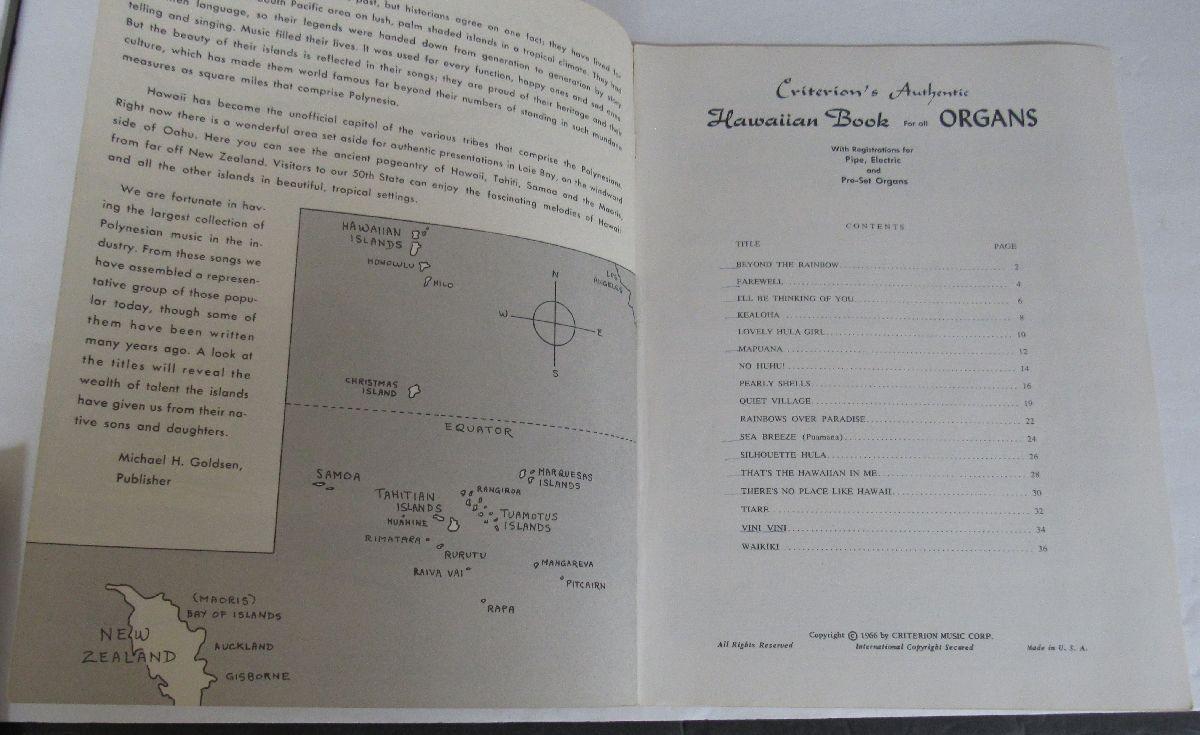 past, but historians agree on one fact; they have lived
South Pacific area on lush, palm shaded islands in a tropical climate. They had
language, so their legends were handed down from generation to generation by story
telling and singing. Music filled their lives. It was used for every function, happy ones and sad ones.
But the beauty of their islands is reflected in their songs; they are proud of their heritage and their
culture, which has made them world famous far beyond their numbers of standing in such mundane
measures as square miles that comprise Polynesia.
Hawaii has become the unofficial capitol of the various tribes that comprise the Polynesians.
Right now there is a wonderful area set aside for authentic presentations in Laie Bay, on the windward
side of Oahu. Here you can see the ancient pageantry of Hawaii, Tahiti, Samoa and the Maoris,
from far off New Zealand. Visitors to our 50th State can enjoy the fascinating melodies of Hawaii
and all the other islands in beautiful, tropical settings.
We are fortunate in hav-
ing the largest collection of
Polynesian music in the in-
dustry. From these songs we
have assembled a represen-
tative group of those popu-
lar today, though some of
them have been written
many years ago. A look at
the titles will reveal the
wealth of talent the islands
have given us from their na-
tive sons and daughters.
Michael H. Goldsen,
Publisher
HAWAIIAN
ISLANDS
HONOLULU
HILO
LOS
ANGELES
N
W
E
S
CHRISTMAS
ISLAND
EQUATOR
SAMOA
MARQUESAS
ISLANDS
TAHITIAN
ISLANDS
RANGIROA
HUAHINE
TUAMOTUS
ISLANDS
RIMATARA
RURUTU
RAIVA VAI
MANGAREVA
PITCAIRN
RAPA
(MAORIS)
BAY OF ISLANDS
NEW
ZEALAND
AUCKLAND
GISBORNE
Criterion's Authentic
Hawaiian Book For all ORGANS
With Registrations for
Pipe, Electric
and
Pre-Set Organs
CONTENTS
TITLE PAGE
BEYOND THE RAINBOW 2
FAREWELL 4
I'LL BE THINKING OF YOU 6
KEALOHA 8
LOVELY HULA GIRL 10
MAPUANA 12
NO HUHU! 14
PEARLY SHELLS 16
QUIET VILLAGE 19
RAINBOWS OVER PARADISE 22
SEA BREEZE (Puamana) 24
SILHOUETTE HULA 26
THAT'S THE HAWAIIAN IN ME 28
THERE'S NO PLACE LIKE HAWAII 30
TIARE 32
VINI VINI 34
WAIKIKI 36
Copyright © 1966 by CRITERION MUSIC CORP.
All Rights Reserved International Copyright Secured Made in U. S. A.